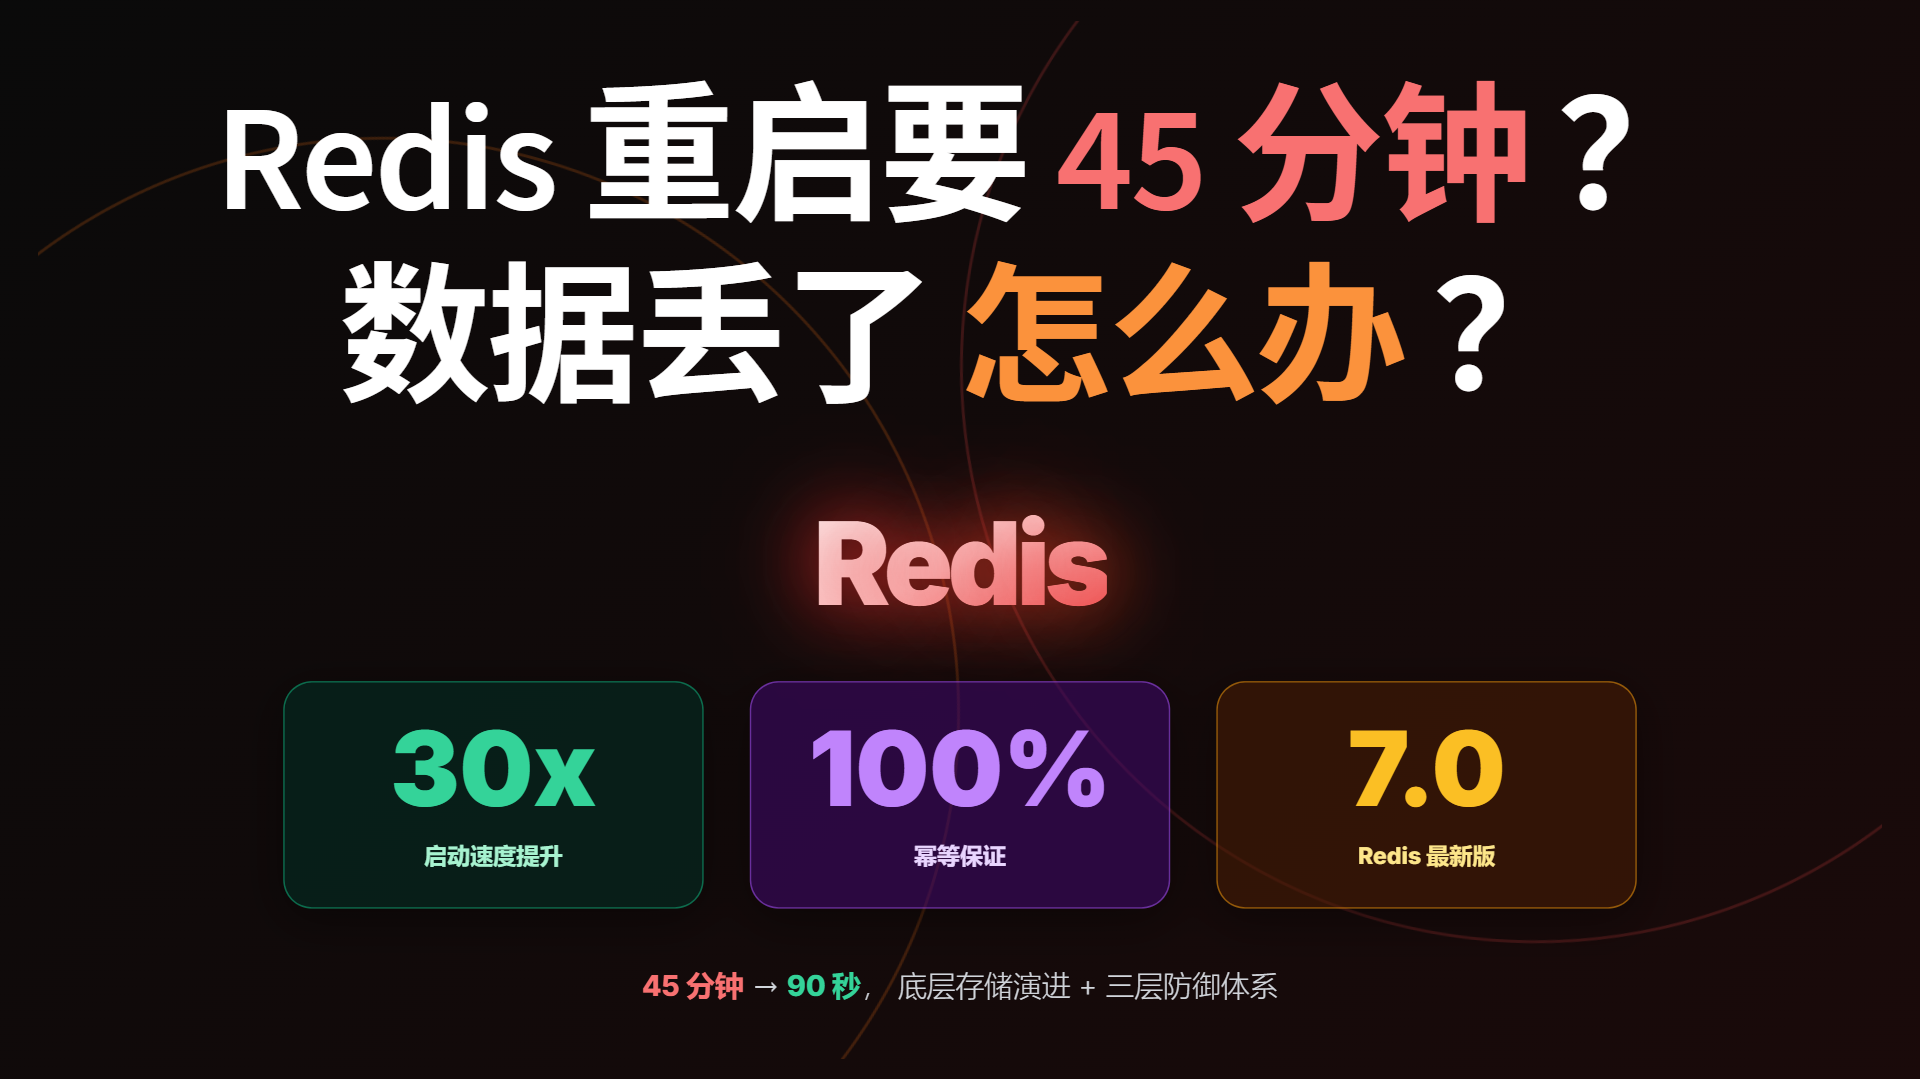 Redis 重启要 45 分钟？
数据丢了 怎么办？
Redis
30x
启动速度提升
100%
幂等保证
7.0
Redis 最新版
45 分钟 → 90 秒， 底层存储演进 + 三层防御体系